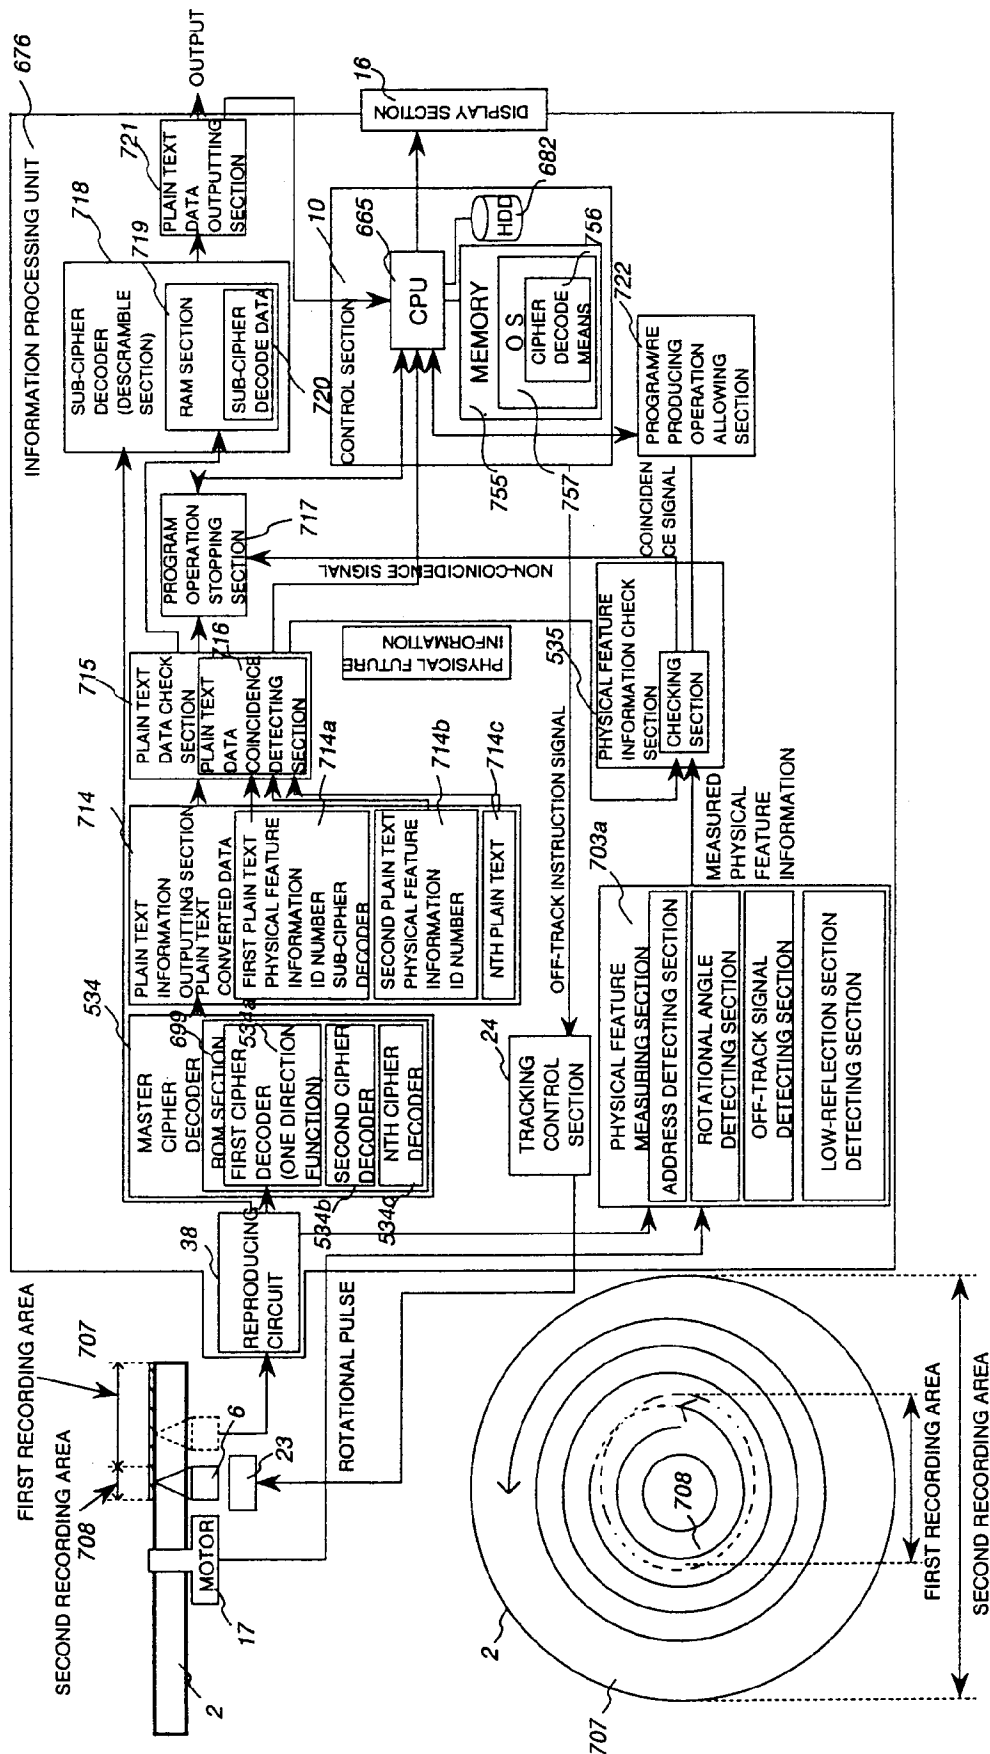 INFORMATION PROCESSING UNIT
676
OUTPUT
721
PLAIN TEXT
DATA
OUTPUTTING
SECTION
718
SUB-CIPHER
DECODER
(DESCRAMBLE
SECTION)
719
RAM SECTION
SUB-CIPHER
DECODE DATA
720
16
DISPLAY SECTION
10
CONTROL SECTION
665
CPU
682
HDD
MEMORY
755
O S
757
CIPHER
DECODE
MEANS
756
722
PROGRAMRE
PRODUCING
OPERATION
ALLOWING
SECTION
COINCIDEN
CE SIGNAL
PROGRAM
OPERATION
STOPPING
SECTION
717
NON-COINCIDENCE SIGNAL
715
PLAIN TEXT
DATA CHECK
SECTION
716
PLAIN TEXT
DATA
COINCIDENCE
DETECTING
SECTION
PHYSICAL FUTURE
INFORMATION
535
PHYSICAL FEATURE
INFORMATION CHECK
SECTION
CHECKING
SECTION
714
PLAIN TEXT
INFORMATION
OUTPUTTING SECTION
PLAIN TEXT
CONVERTED DATA
FIRST PLAIN TEXT
PHYSICAL FEATURE
INFORMATION
ID NUMBER
SUB-CIPHER
DECODER
714a
SECOND PLAIN TEXT
PHYSICAL FEATURE
INFORMATION
ID NUMBER
714b
NTH PLAIN TEXT
714c
OFF-TRACK INSTRUCTION SIGNAL
MEASURED
PHYSICAL
FEATURE
INFORMATION
534
MASTER
CIPHER
DECODER
699
ROM SECTION
534a
FIRST CIPHER
DECODER
(ONE DIRECTION
FUNCTION)
SECOND CIPHER
DECODER
534b
NTH CIPHER
DECODER
534c
24
TRACKING
CONTROL
SECTION
703a
PHYSICAL FEATURE
MEASURING SECTION
ADDRESS DETECTING SECTION
ROTATIONAL ANGLE
DETECTING SECTION
OFF-TRACK SIGNAL
DETECTING SECTION
LOW-REFLECTION SECTION
DETECTING SECTION
38
REPRODUCING
CIRCUIT
ROTATIONAL PULSE
FIRST RECORDING AREA
707
SECOND RECORDING AREA
708
6
23
MOTOR
17
2
2
707
708
FIRST RECORDING AREA
SECOND RECORDING AREA